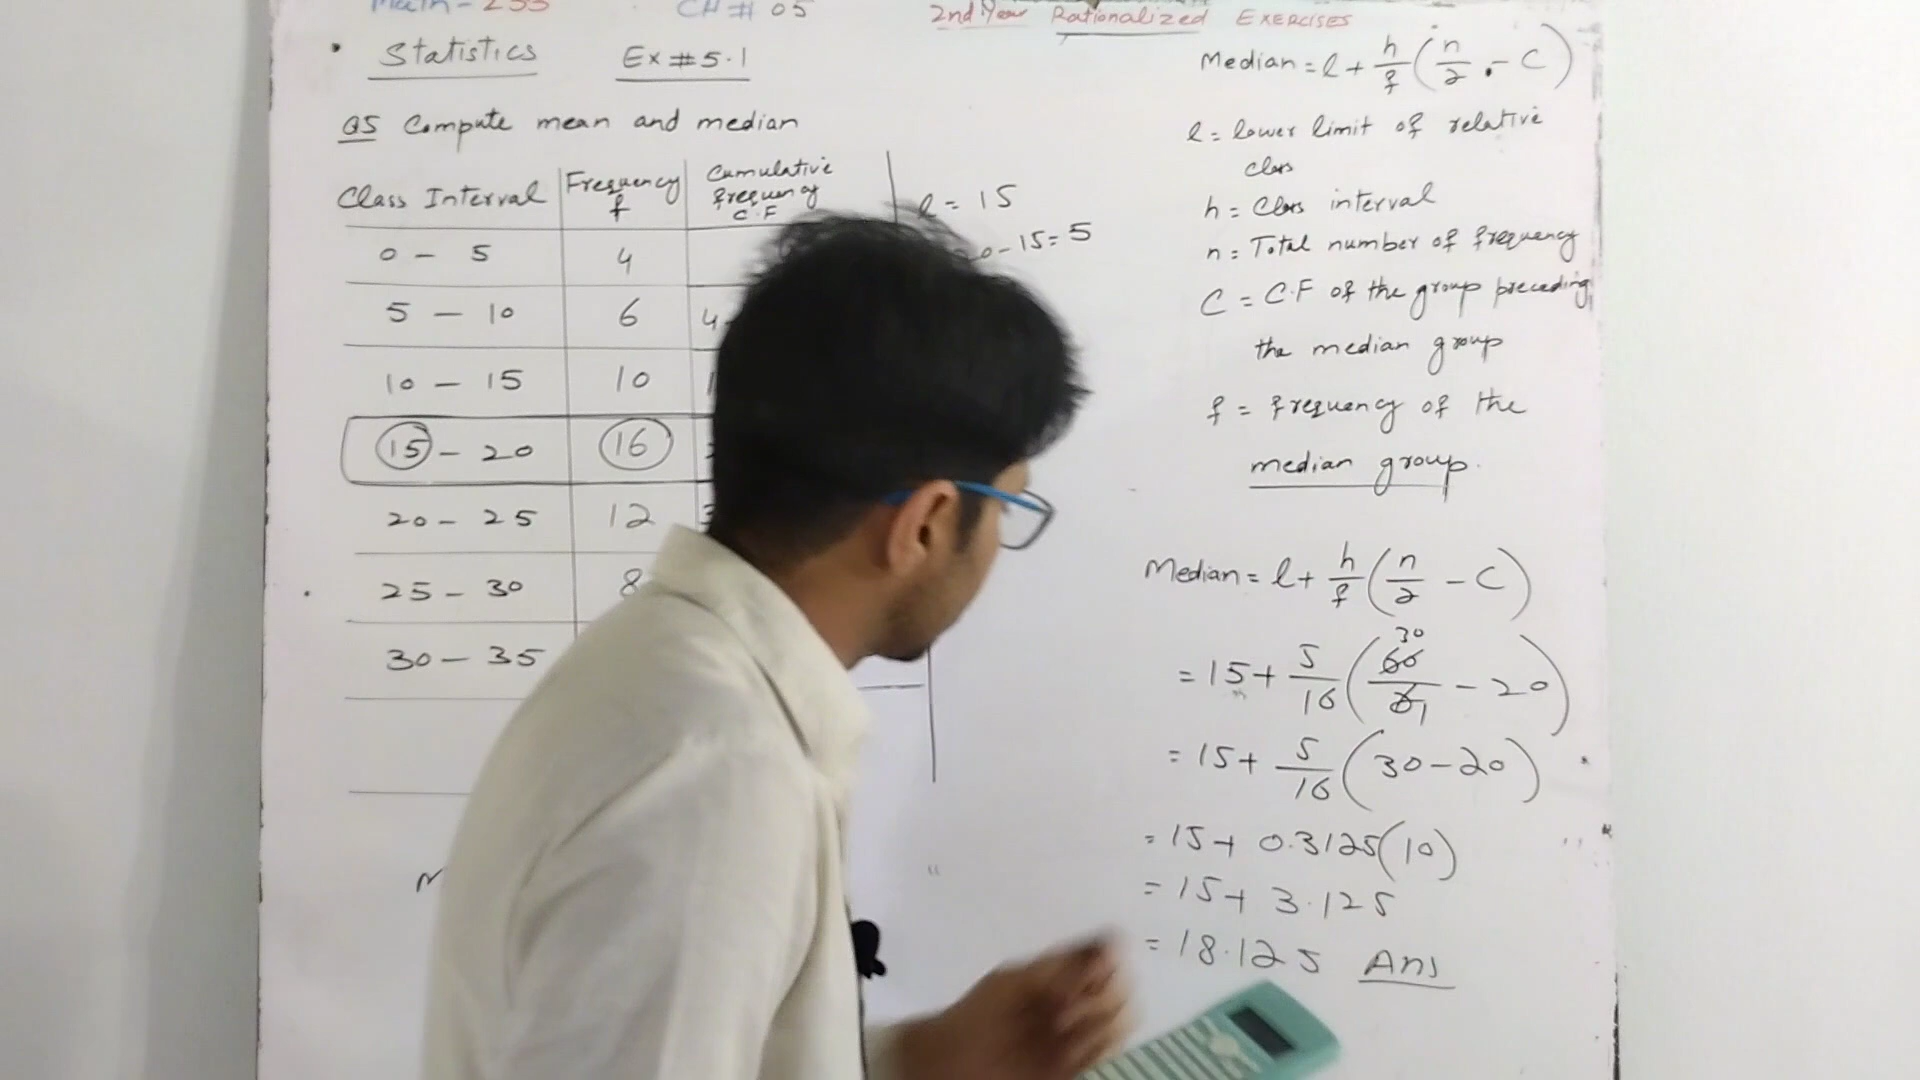 Math-233 CH # 05 2nd Year Rationalized EXERCISES
Statistics Ex # 5.1
Q5 Compute mean and median
Class Interval Frequency f Cumulative frequency C.F
0 - 5 4
5 - 10 6 4
10 - 15 10
15 - 20 16
20 - 25 12
25 - 30 8
30 - 35
l = 15
-15=5
Median = l + h/f (n/2 - C)
l = lower limit of relative
class
h = Class interval
n = Total number of frequency
C = C.F of the group preceding
the median group
f = frequency of the
median group.
Median = l + h/f (n/2 - C)
= 15 + 5/16 (60/2 - 20) 30 1
= 15 + 5/16 (30-20)
= 15 + 0.3125(10)
= 15 + 3.125
= 18.125 Ans